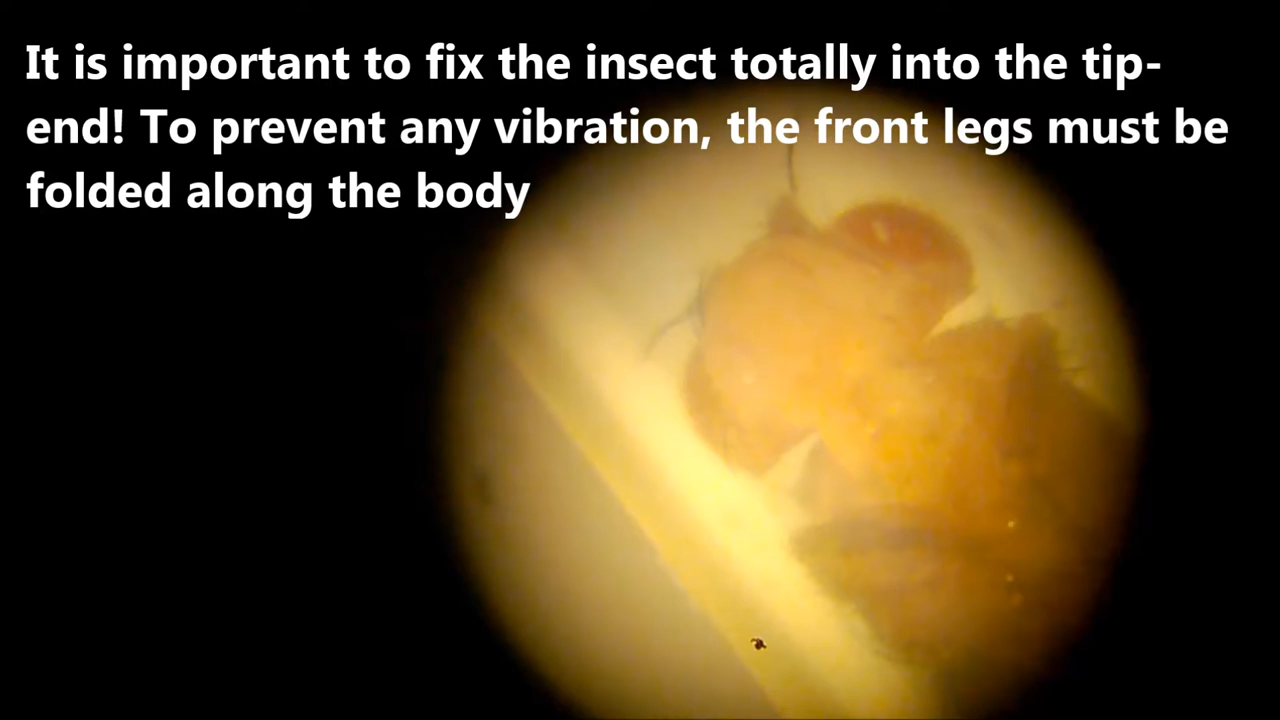 It is important to fix the insect totally into the tip-
end! To prevent any vibration, the front legs must be
folded along the body